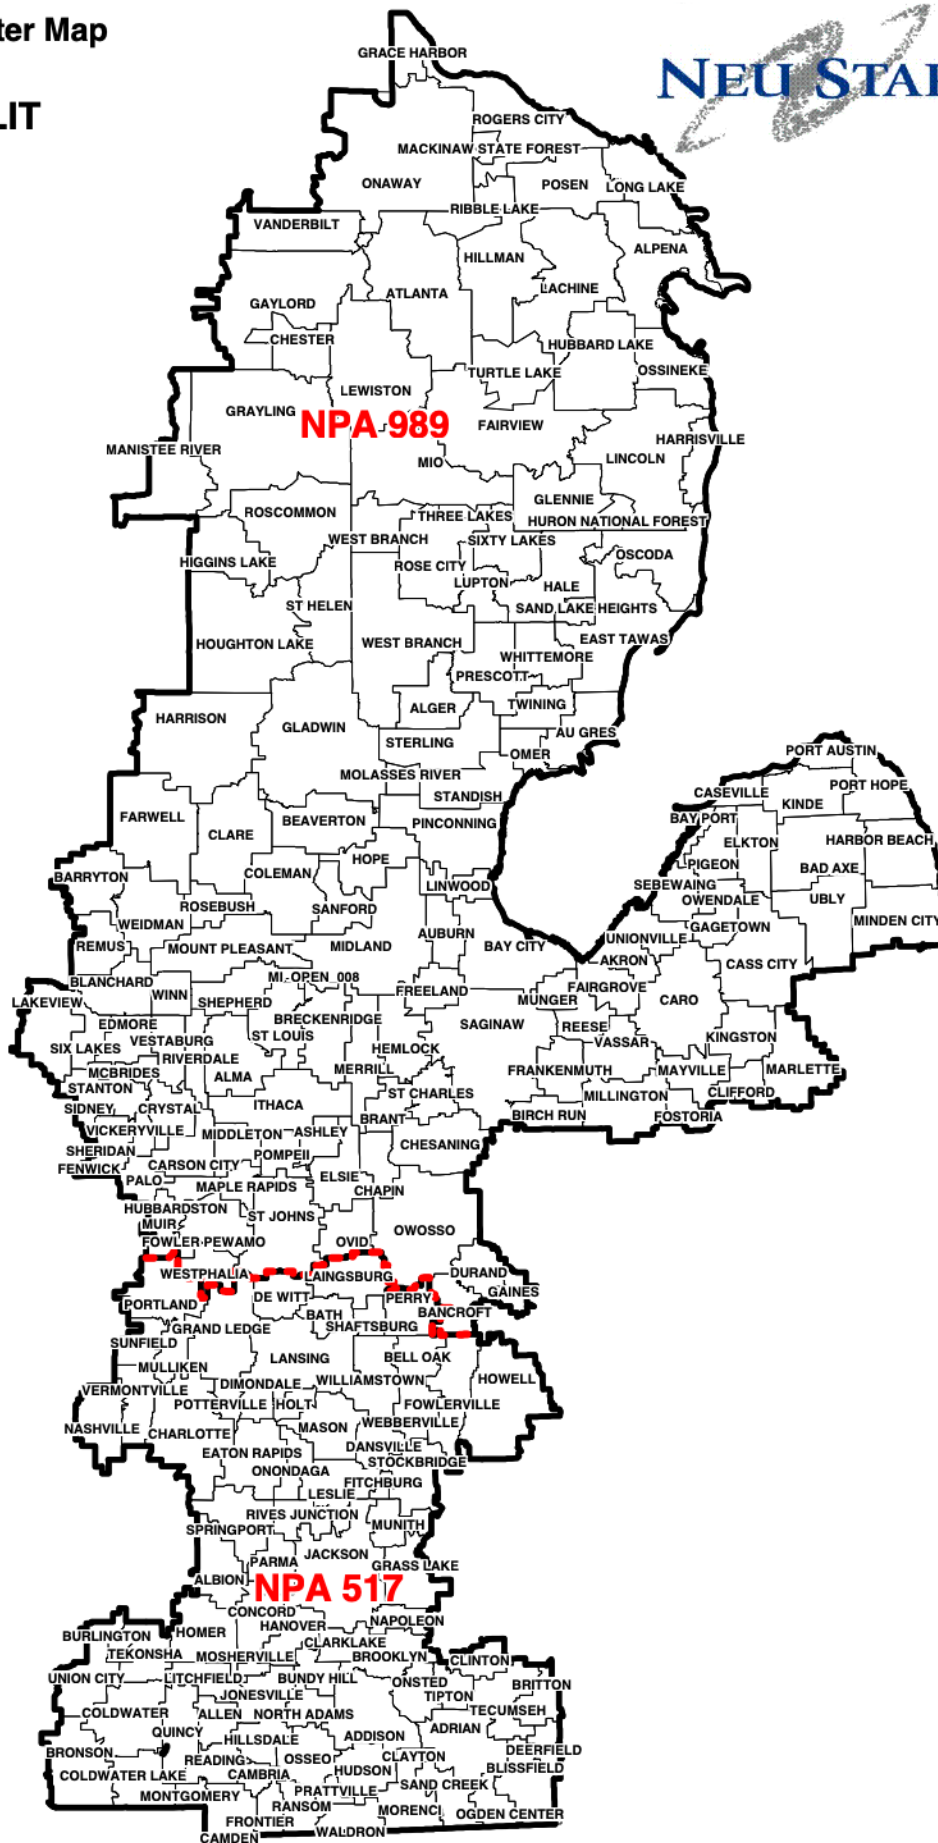 ter Map
LIT
NEUSTAR
GRACE HARBOR
ROGERS CITY
MACKINAW STATE FOREST
ONAWAY
POSEN
LONG LAKE
RIBBLE LAKE
VANDERBILT
ALPENA
HILLMAN
LACHINE
ATLANTA
GAYLORD
CHESTER
HUBBARD LAKE
TURTLE LAKE
OSSINEKE
LEWISTON
GRAYLING
NPA 989
FAIRVIEW
HARRISVILLE
MANISTEE RIVER
MIO
LINCOLN
GLENNIE
ROSCOMMON
THREE LAKES
HURON NATIONAL FOREST
WEST BRANCH
SIXTY LAKES
OSCODA
HIGGINS LAKE
ROSE CITY
LUPTON
HALE
ST HELEN
SAND LAKE HEIGHTS
HOUGHTON LAKE
WEST BRANCH
EAST TAWAS
WHITTEMORE
PRESCOTT
ALGER
TWINING
HARRISON
GLADWIN
STERLING
AU GRES
OMER
PORT AUSTIN
MOLASSES RIVER
STANDISH
CASEVILLE
PORT HOPE
KINDE
FARWELL
BEAVERTON
PINCONNING
BAY PORT
CLARE
ELKTON
HARBOR BEACH
HOPE
PIGEON
BAD AXE
BARRYTON
COLEMAN
LINWOOD
SEBEWAING
OWENDALE
UBLY
ROSEBUSH
SANFORD
WEIDMAN
MINDEN CITY
GAGETOWN
AUBURN
REMUS
MOUNT PLEASANT
MIDLAND
BAY CITY
UNIONVILLE
AKRON
CASS CITY
BLANCHARD
MI_OPEN_008
WINN
FREELAND
FAIRGROVE
LAKEVIEW
SHEPHERD
MUNGER
CARO
EDMORE
BRECKENRIDGE
SAGINAW
REESE
VESTABURG
ST LOUIS
VASSAR
KINGSTON
SIX LAKES
RIVERDALE
HEMLOCK
MCBRIDES
ALMA
MERRILL
FRANKENMUTH
MAYVILLE
MARLETTE
STANTON
ST CHARLES
MILLINGTON
CLIFFORD
SIDNEY
CRYSTAL
ITHACA
BRANT
BIRCH RUN
FOSTORIA
VICKERYVILLE
MIDDLETON
ASHLEY
CHESANING
SHERIDAN
POMPEII
FENWICK
CARSON CITY
ELSIE
PALO
MAPLE RAPIDS
CHAPIN
HUBBARDSTON
ST JOHNS
MUIR
OWOSSO
FOWLER
PEWAMO
OVID
WESTPHALIA
LAINGSBURG
DURAND
PORTLAND
DE WITT
PERRY
GAINES
BATH
BANCROFT
GRAND LEDGE
SHAFTSBURG
SUNFIELD
MULLIKEN
LANSING
BELL OAK
VERMONTVILLE
DIMONDALE
WILLIAMSTOWN
HOWELL
POTTERVILLE
HOLT
FOWLERVILLE
NASHVILLE
CHARLOTTE
MASON
WEBBERVILLE
EATON RAPIDS
DANSVILLE
STOCKBRIDGE
ONONDAGA
FITCHBURG
LESLIE
RIVES JUNCTION
SPRINGPORT
MUNITH
JACKSON
PARMA
GRASS LAKE
ALBION
NPA 517
CONCORD
HANOVER
NAPOLEON
BURLINGTON
HOMER
CLARKLAKE
TEKONSHA
MOSHERVILLE
BROOKLYN
CLINTON
UNION CITY
LITCHFIELD
BUNDY HILL
ONSTED
BRITTON
JONESVILLE
TIPTON
COLDWATER
ALLEN
NORTH ADAMS
TECUMSEH
QUINCY
HILLSDALE
ADDISON
ADRIAN
BRONSON
READING
OSSEO
CLAYTON
DEERFIELD
COLDWATER LAKE
CAMBRIA
HUDSON
BLISSFIELD
MONTGOMERY
PRATTVILLE
SAND CREEK
RANSOM
MORENCI
OGDEN CENTER
FRONTIER
CAMDEN
WALDRON